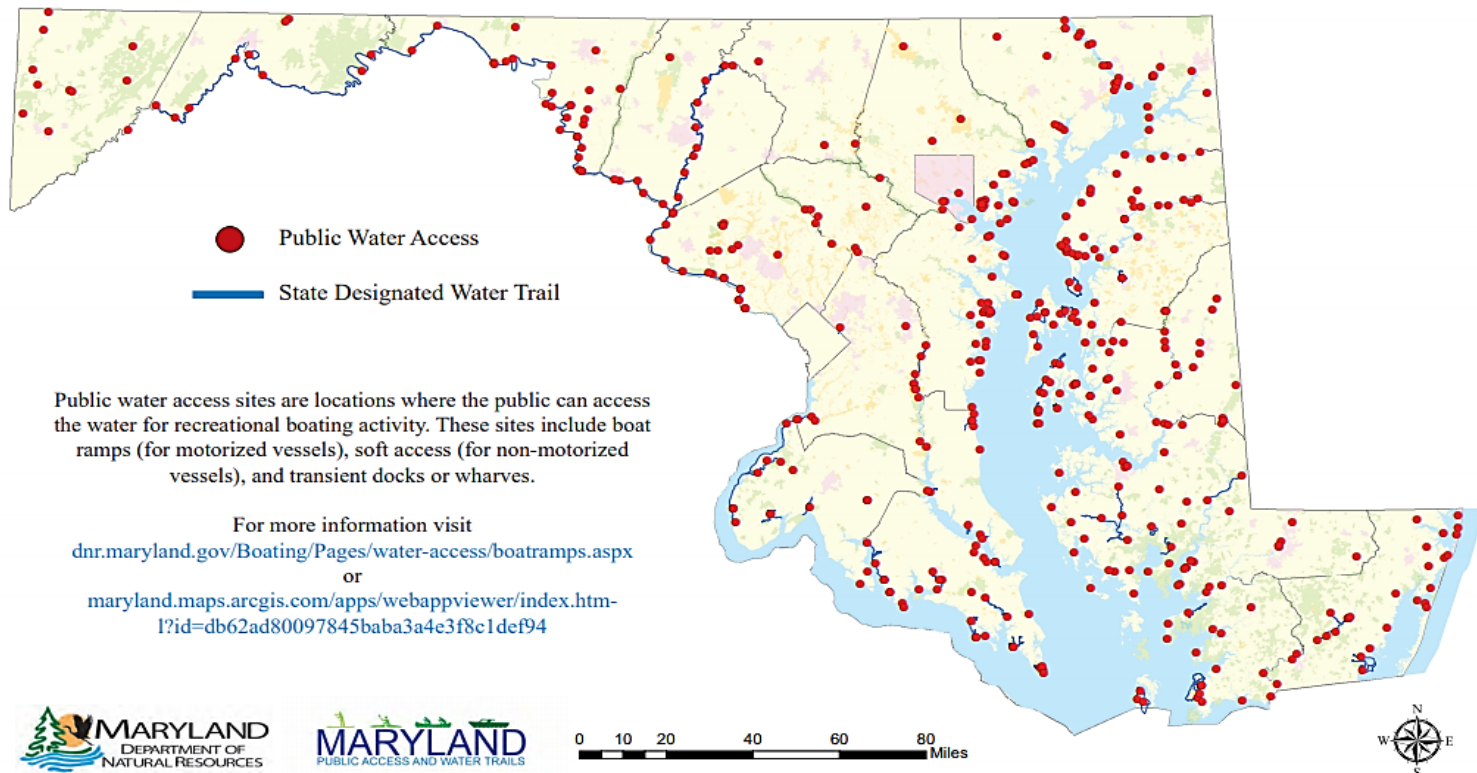 Public Water Access
State Designated Water Trail
Public water access sites are locations where the public can access
the water for recreational boating activity. These sites include boat
ramps (for motorized vessels), soft access (for non-motorized
vessels), and transient docks or wharves.
For more information visit
dnr.maryland.gov/Boating/Pages/water-access/boatramps.aspx
or
maryland.maps.arcgis.com/apps/webappviewer/index.htm-
l?id=db62ad80097845baba3a4e3f8c1def94
MARYLAND
DEPARTMENT OF
NATURAL RESOURCES
MARYLAND
PUBLIC ACCESS AND WATER TRAILS
0 5 10 20 40 60 80
Miles
N
W E
S